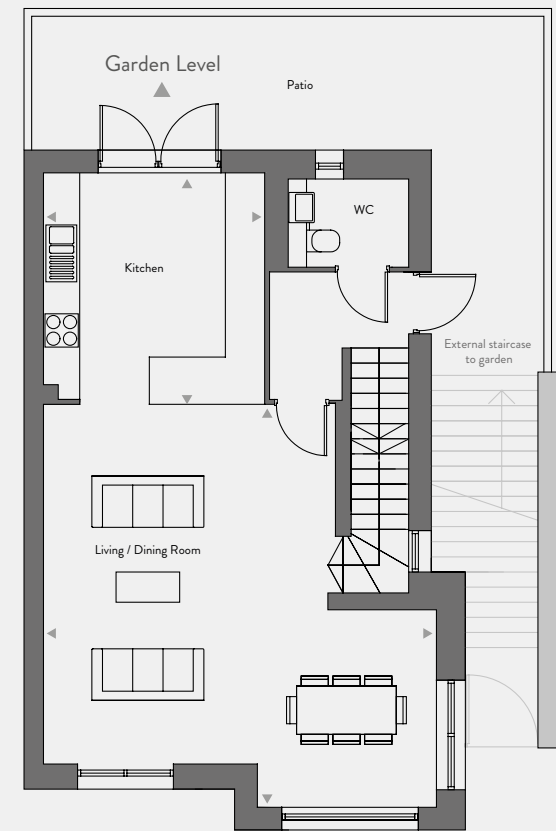 Garden Level
Patio
WC
Kitchen
External staircase
to garden
Living / Dining Room